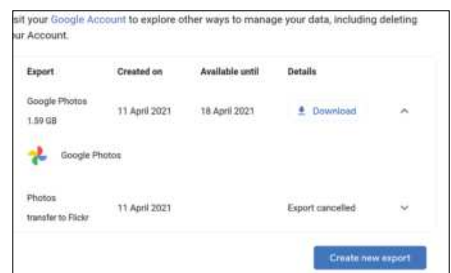 sit your Google Account to explore other ways to manage your data, including deleting
ur Account.
Export Created on Available until Details
Google Photos
1.59 GB
11 April 2021 18 April 2021 Download
Google Photos
Photos
transfer to Flickr
11 April 2021 Export cancelled
Create new export